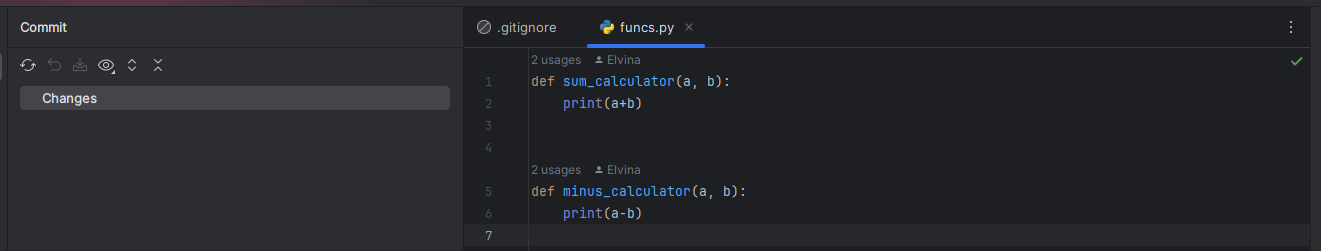 Commit
.gitignore
funcs.py
Changes
2 usages Elvina
1 def sum_calculator(a, b):
2 print(a+b)
3
4
2 usages Elvina
5 def minus_calculator(a, b):
6 print(a-b)
7